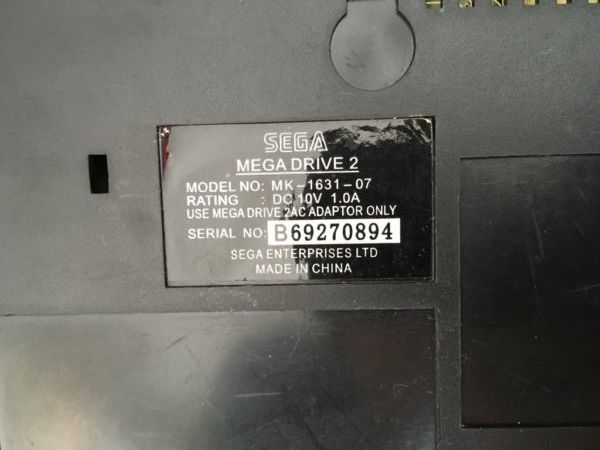 SEGA
MEGA DRIVE 2
MODEL NO: MK-1631-07
RATING : DC 10V 1.0A
USE MEGA DRIVE 2AC ADAPTOR ONLY
SERIAL NO: B69270894
SEGA ENTERPRISES LTD
MADE IN CHINA